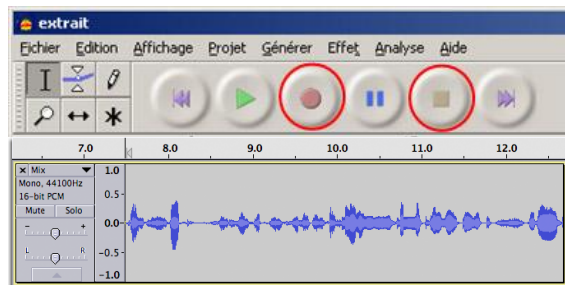 extrait
Fichier Edition Affichage Projet Générer Effet Analyse Aide
7.0 8.0 9.0 10.0 11.0 12.0
× Mix
Mono, 44100Hz
16-bit PCM
Mute Solo
- +
L R
1.0
0.5-
0.0-
-0.5-
-1.0